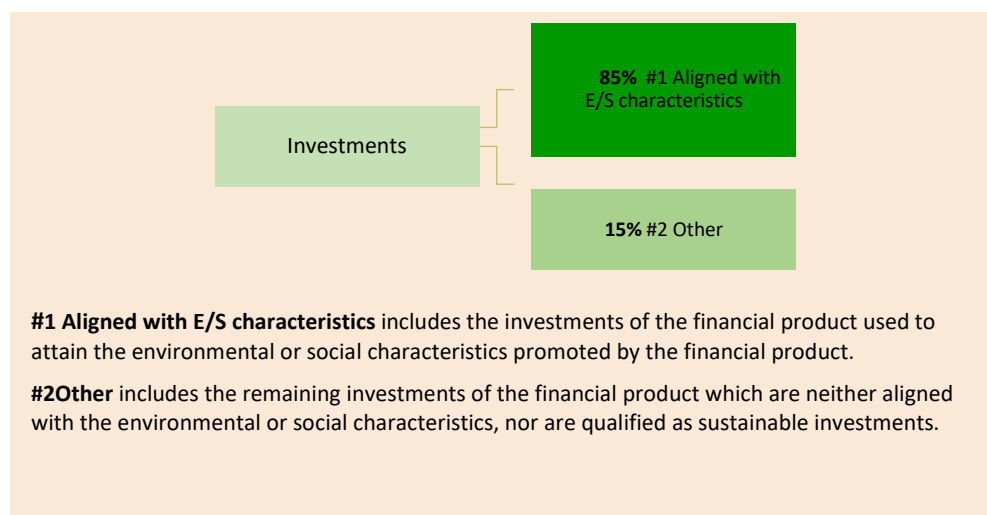 85% #1 Aligned with
E/S characteristics
Investments
15% #2 Other
#1 Aligned with E/S characteristics includes the investments of the financial product used to
attain the environmental or social characteristics promoted by the financial product.
#2Other includes the remaining investments of the financial product which are neither aligned
with the environmental or social characteristics, nor are qualified as sustainable investments.